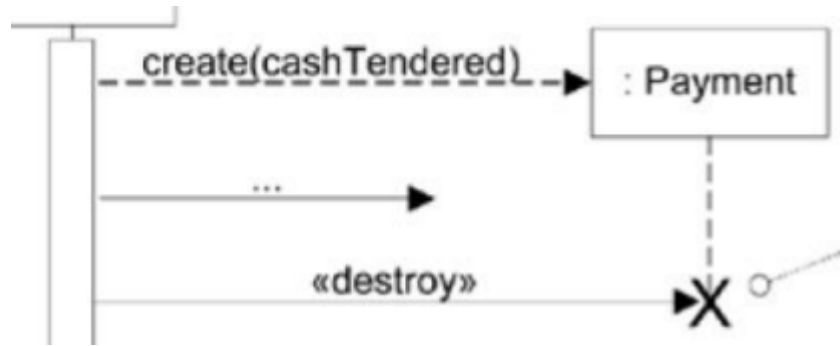 create(cashTendered)
: Payment
...
«destroy»
X